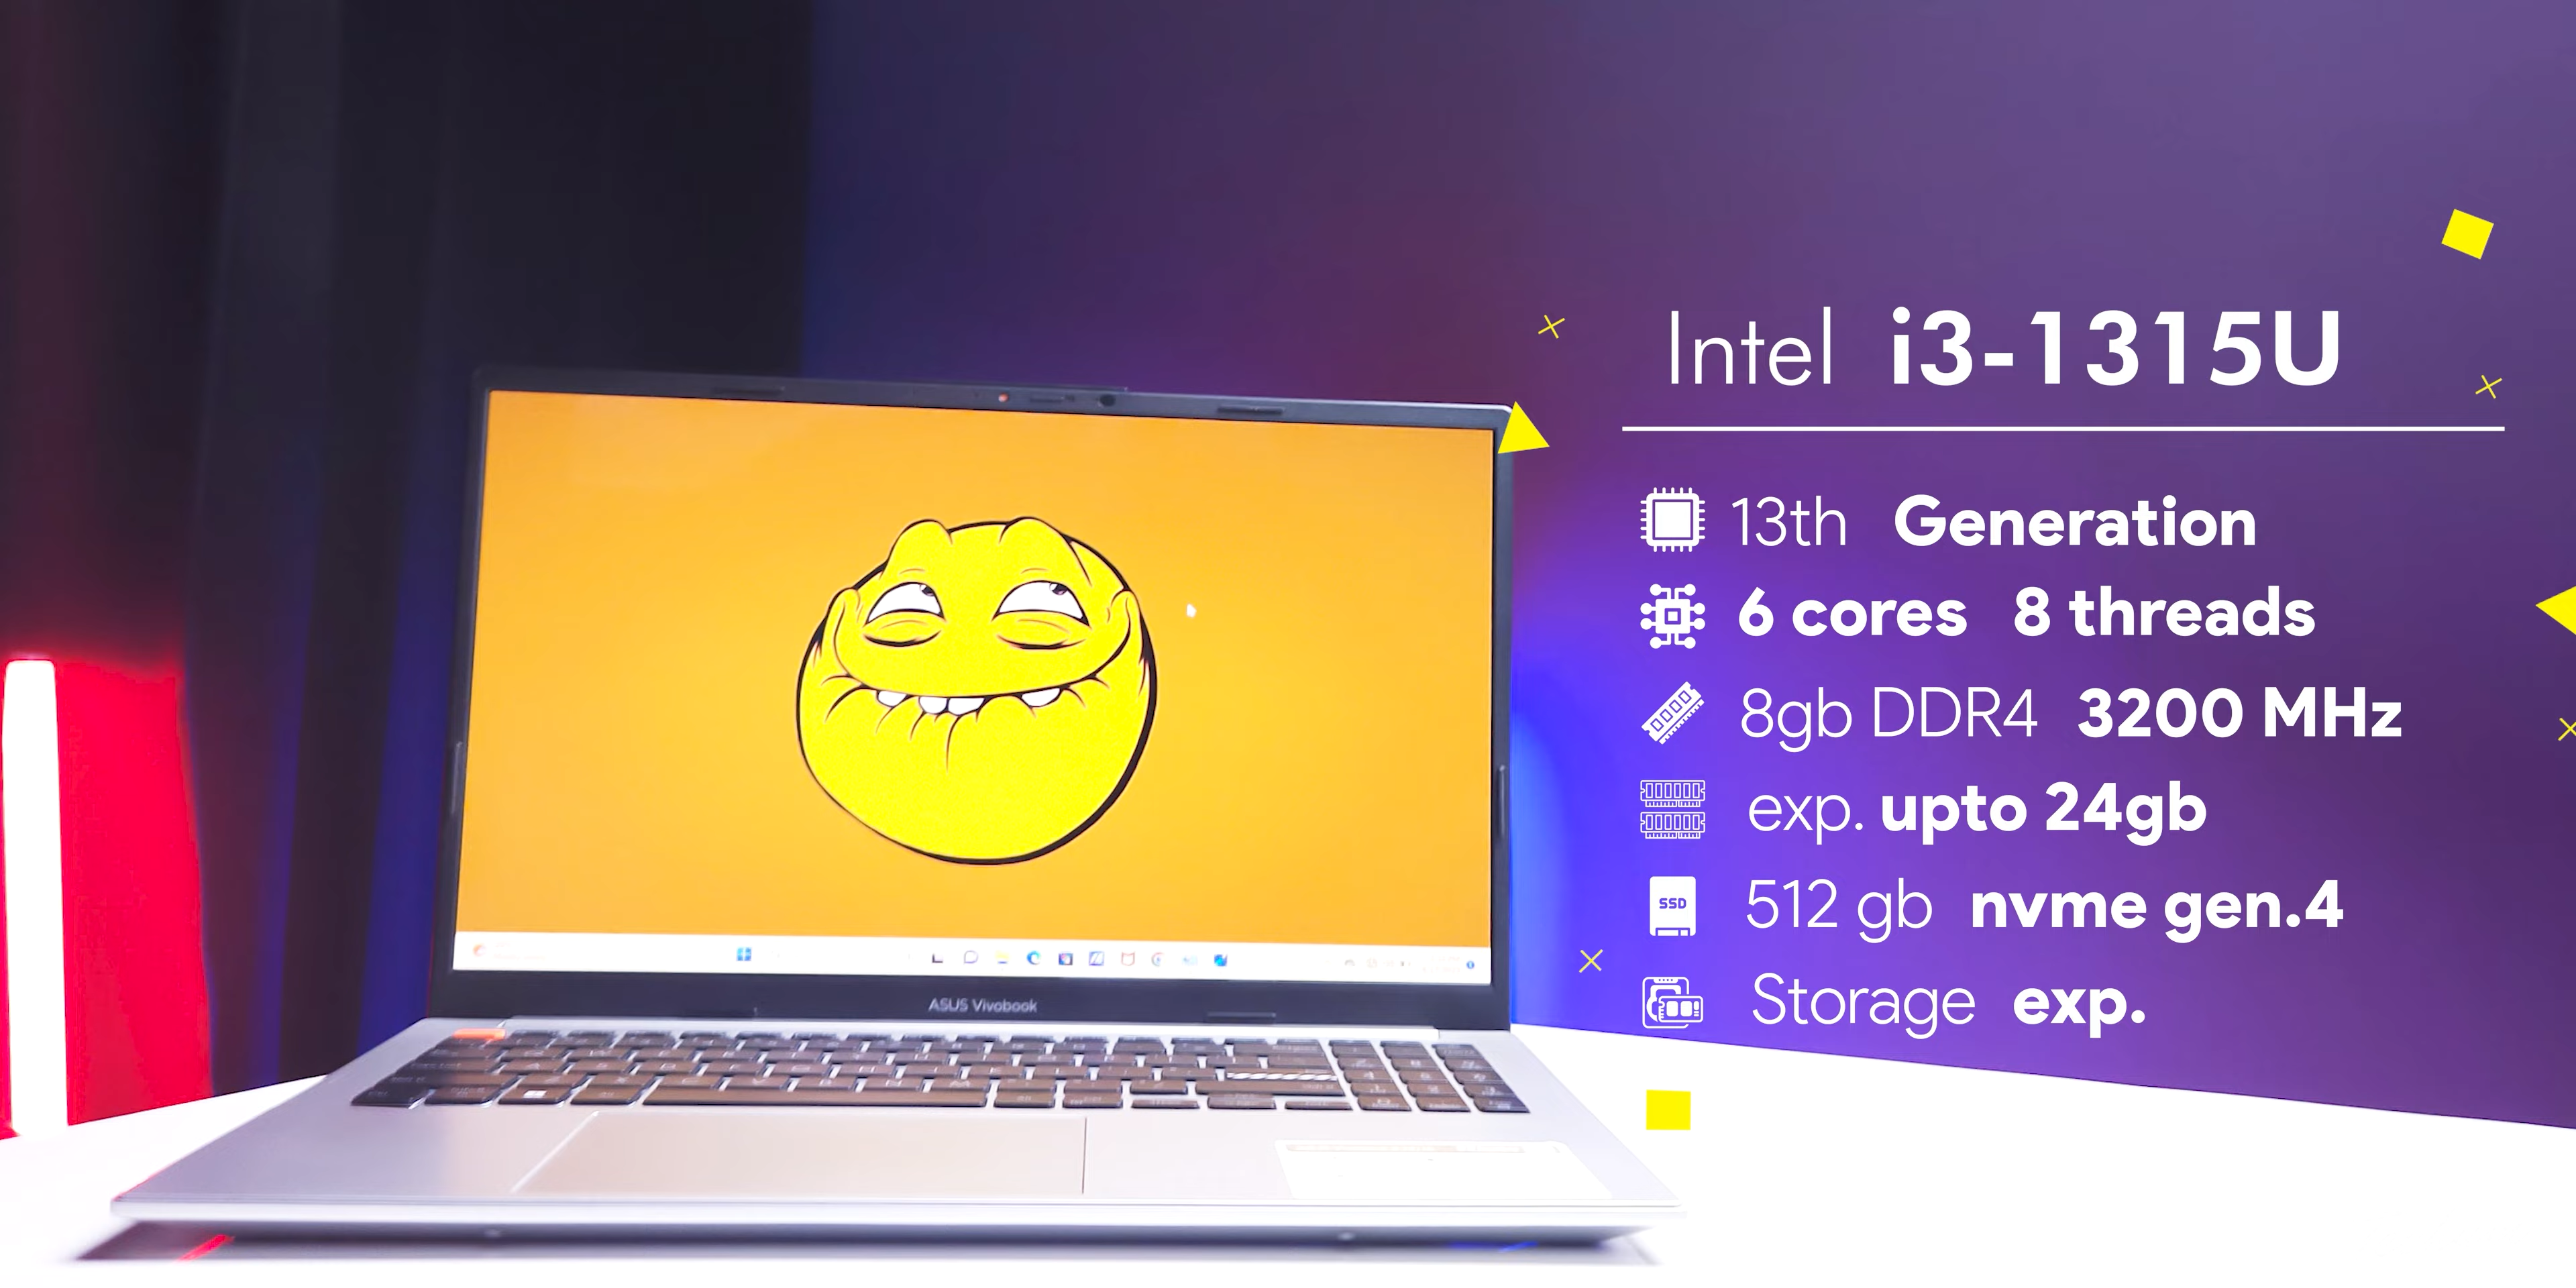 Intel i3-1315U
13th Generation
6 cores 8 threads
8gb DDR4 3200 MHz
exp. upto 24gb
SSD
512 gb nvme gen.4
Storage exp.
ASUS Vivobook